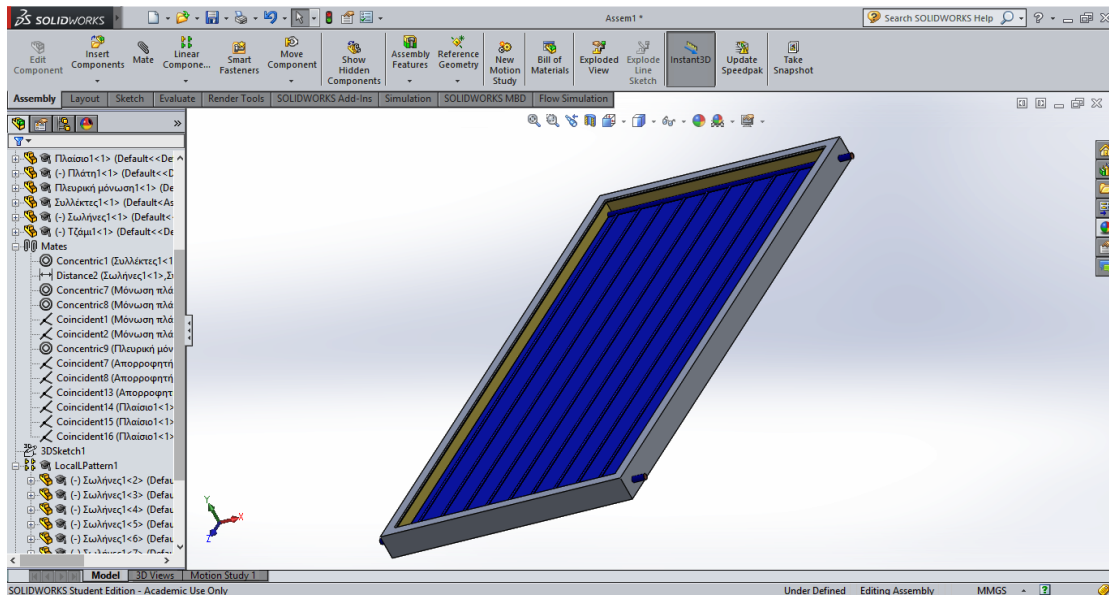 SOLIDWORKS
Assem1 *
Search SOLIDWORKS Help
Edit Component
Insert Components
Mate
Linear Compone...
Smart Fasteners
Move Component
Show Hidden Components
Assembly Features
Reference Geometry
New Motion Study
Bill of Materials
Exploded View
Explode Line Sketch
Instant3D
Update Speedpak
Take Snapshot
Assembly Layout Sketch Evaluate Render Tools SOLIDWORKS Add-Ins Simulation SOLIDWORKS MBD Flow Simulation
Πλαίσιο1<1> (Default<<De
(-) Πλάτη1<1> (Default<<D
Πλευρική μόνωση1<1> (De
Συλλέκτες1<1> (Default<As
(-) Σωλήνες1<1> (Default<
(-) Τζάμι1<1> (Default<<De
Mates
Concentric1 (Συλλέκτες1<1
Distance2 (Σωλήνες1<1>,Σι
Concentric7 (Μόνωση πλά
Concentric8 (Μόνωση πλά
Coincident1 (Μόνωση πλά
Coincident2 (Μόνωση πλά
Concentric9 (Πλευρική μόν
Coincident7 (Απορροφητή
Coincident8 (Απορροφητή
Coincident13 (Απορροφητ
Coincident14 (Πλαίσιο1<1>
Coincident15 (Πλαίσιο1<1>
Coincident16 (Πλαίσιο1<1>
3DSketch1
LocalLPattern1
(-) Σωλήνες1<2> (Defau
(-) Σωλήνες1<3> (Defau
(-) Σωλήνες1<4> (Defau
(-) Σωλήνες1<5> (Defau
(-) Σωλήνες1<6> (Defau
Y
X
Z
Model 3D Views Motion Study 1
SOLIDWORKS Student Edition - Academic Use Only
Under Defined Editing Assembly MMGS